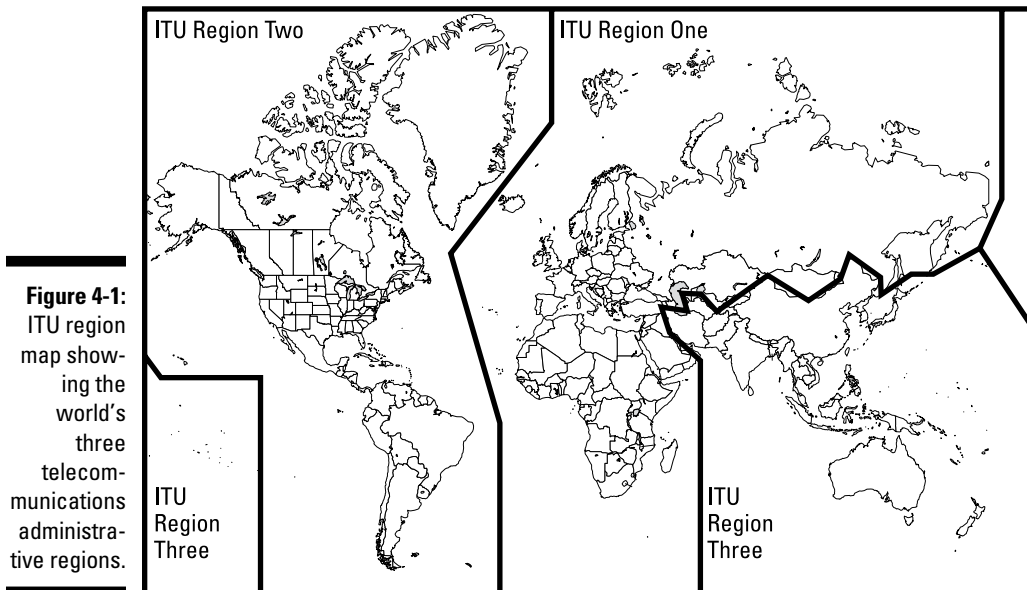 ITU Region Two
ITU Region One
Figure 4-1:
ITU region
map show-
ing the
world's
three
telecom-
munications
administra-
tive regions.
ITU
Region
Three
ITU
Region
Three